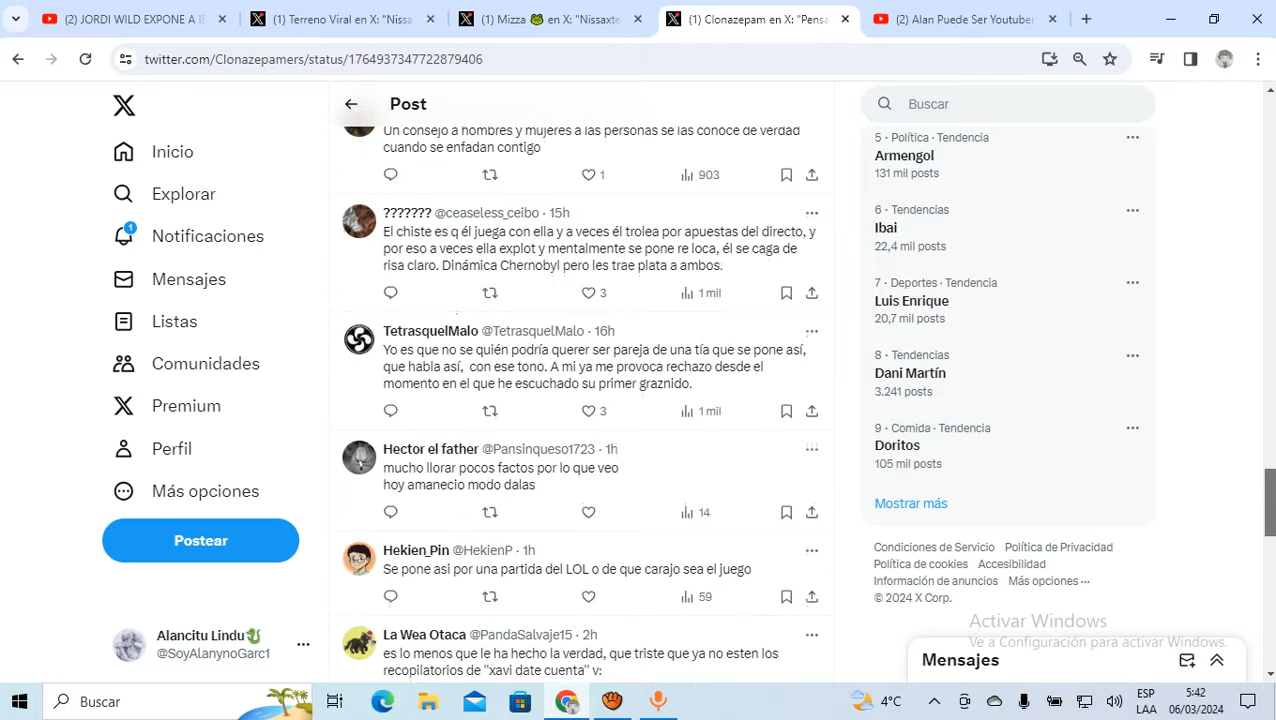 (2) JORDI WILD EXPONE A IB
(1) Terreno Viral en X: "Nissa
(1) Mizza 🐸 en X: "Nissaxte
(1) Clonazepam en X: "Pensa
(2) Alan Puede Ser Youtuber
twitter.com/Clonazepamers/status/1764937347722879406
Inicio
Explorar
1
Notificaciones
Mensajes
Listas
Comunidades
Premium
Perfil
Más opciones
Postear
Alancitu Lindu🐉
@SoyAlanynoGarc1
Post
Un consejo a hombres y mujeres a las personas se las conoce de verdad
cuando se enfadan contigo
1 903
??????? @ceaseless_ceibo · 15h
El chiste es q él juega con ella y a veces él trolea por apuestas del directo, y
por eso a veces ella explot y mentalmente se pone re loca, él se caga de
risa claro. Dinámica Chernobyl pero les trae plata a ambos.
3 1 mil
TetrasquelMalo @TetrasquelMalo · 16h
Yo es que no se quién podría querer ser pareja de una tía que se pone así,
que habla así, con ese tono. A mi ya me provoca rechazo desde el
momento en el que he escuchado su primer graznido.
3 1 mil
Hector el father @Pansinqueso1723 · 1h
mucho llorar pocos factos por lo que veo
hoy amanecio modo dalas
14
Hekien_Pin @HekienP · 1h
Se pone asi por una partida del LOL o de que carajo sea el juego
59
La Wea Otaca @PandaSalvaje15 · 2h
es lo menos que le ha hecho la verdad, que triste que ya no esten los
recopilatorios de "xavi date cuenta" v:
Buscar
5 · Política · Tendencia
Armengol
131 mil posts
6 · Tendencias
Ibai
22,4 mil posts
7 · Deportes · Tendencia
Luis Enrique
20,7 mil posts
8 · Tendencias
Dani Martín
3.241 posts
9 · Comida · Tendencia
Doritos
105 mil posts
Mostrar más
Condiciones de Servicio Política de Privacidad
Política de cookies Accesibilidad
Información de anuncios Más opciones ···
© 2024 X Corp.
Activar Windows
Ve a Configuración para activar Windows.
Mensajes
Buscar
4°C
ESP
LAA
5:42
06/03/2024